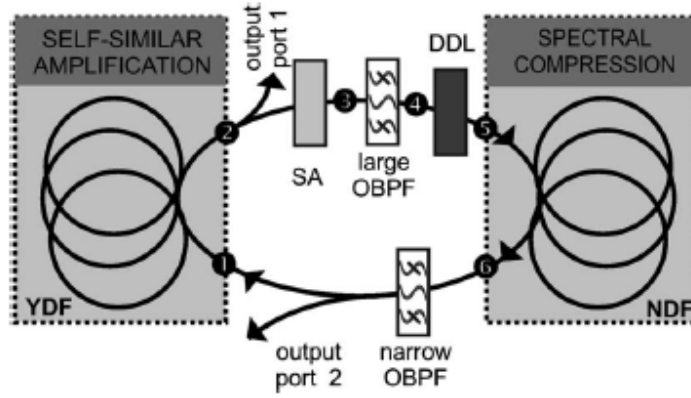 SELF-SIMILAR
AMPLIFICATION
output
port 1
DDL
SPECTRAL
COMPRESSION
2
3
4
5
SA
large
OBPF
1
6
YDF
NDF
output
port 2
narrow
OBPF